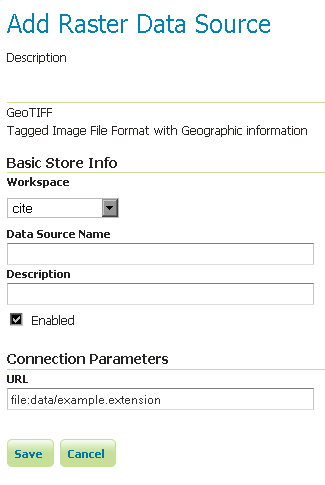 Add Raster Data Source
Description
GeoTIFF
Tagged Image File Format with Geographic information
Basic Store Info
Workspace
cite
Data Source Name
Description
Enabled
Connection Parameters
URL
file:data/example.extension
Save Cancel